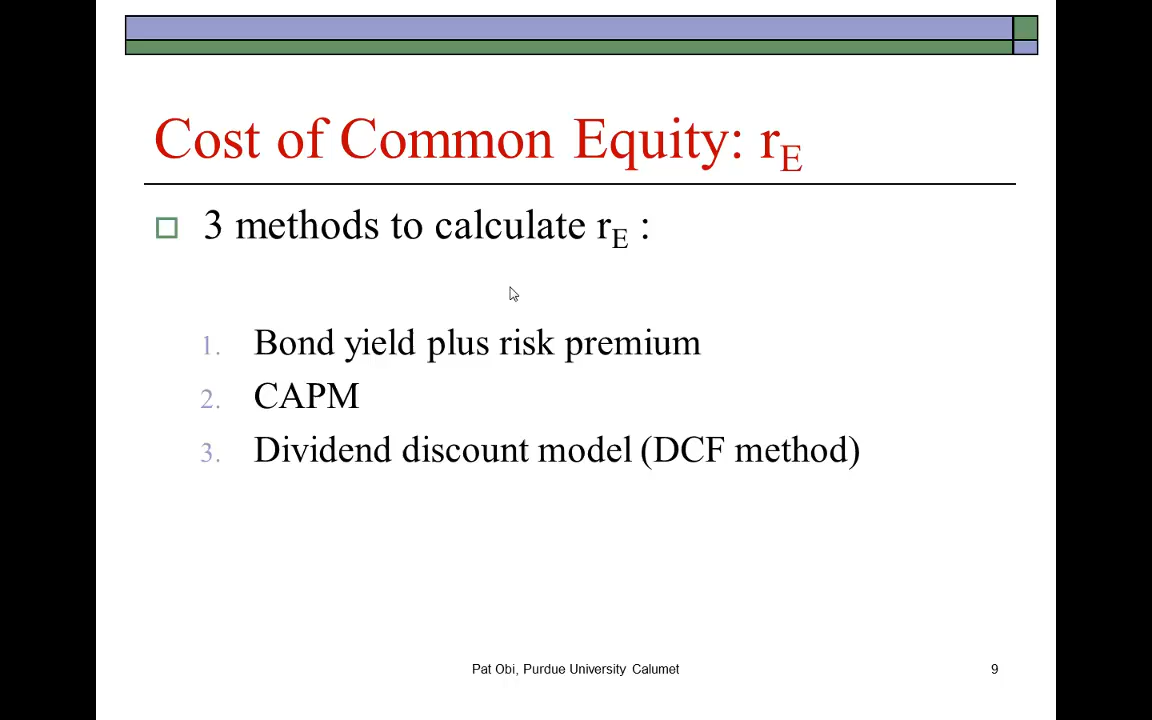 Cost of Common Equity: rE
3 methods to calculate rE :
1. Bond yield plus risk premium
2. CAPM
3. Dividend discount model (DCF method)
Pat Obi, Purdue University Calumet 9